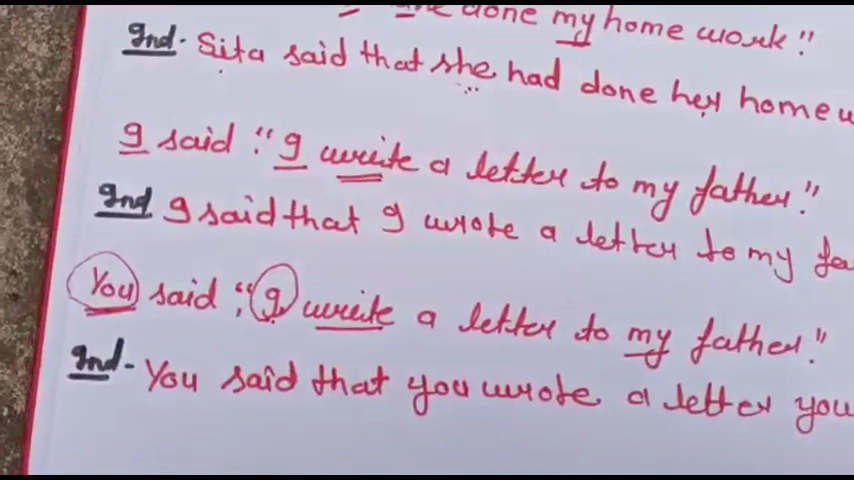 done my home work"
Ind. Sita said that she had done her home
I said "I write a letter to my father."
Ind I said that I wrote a letter to my
You said, "I write a letter to my father."
Ind- You said that you wrote a letter you